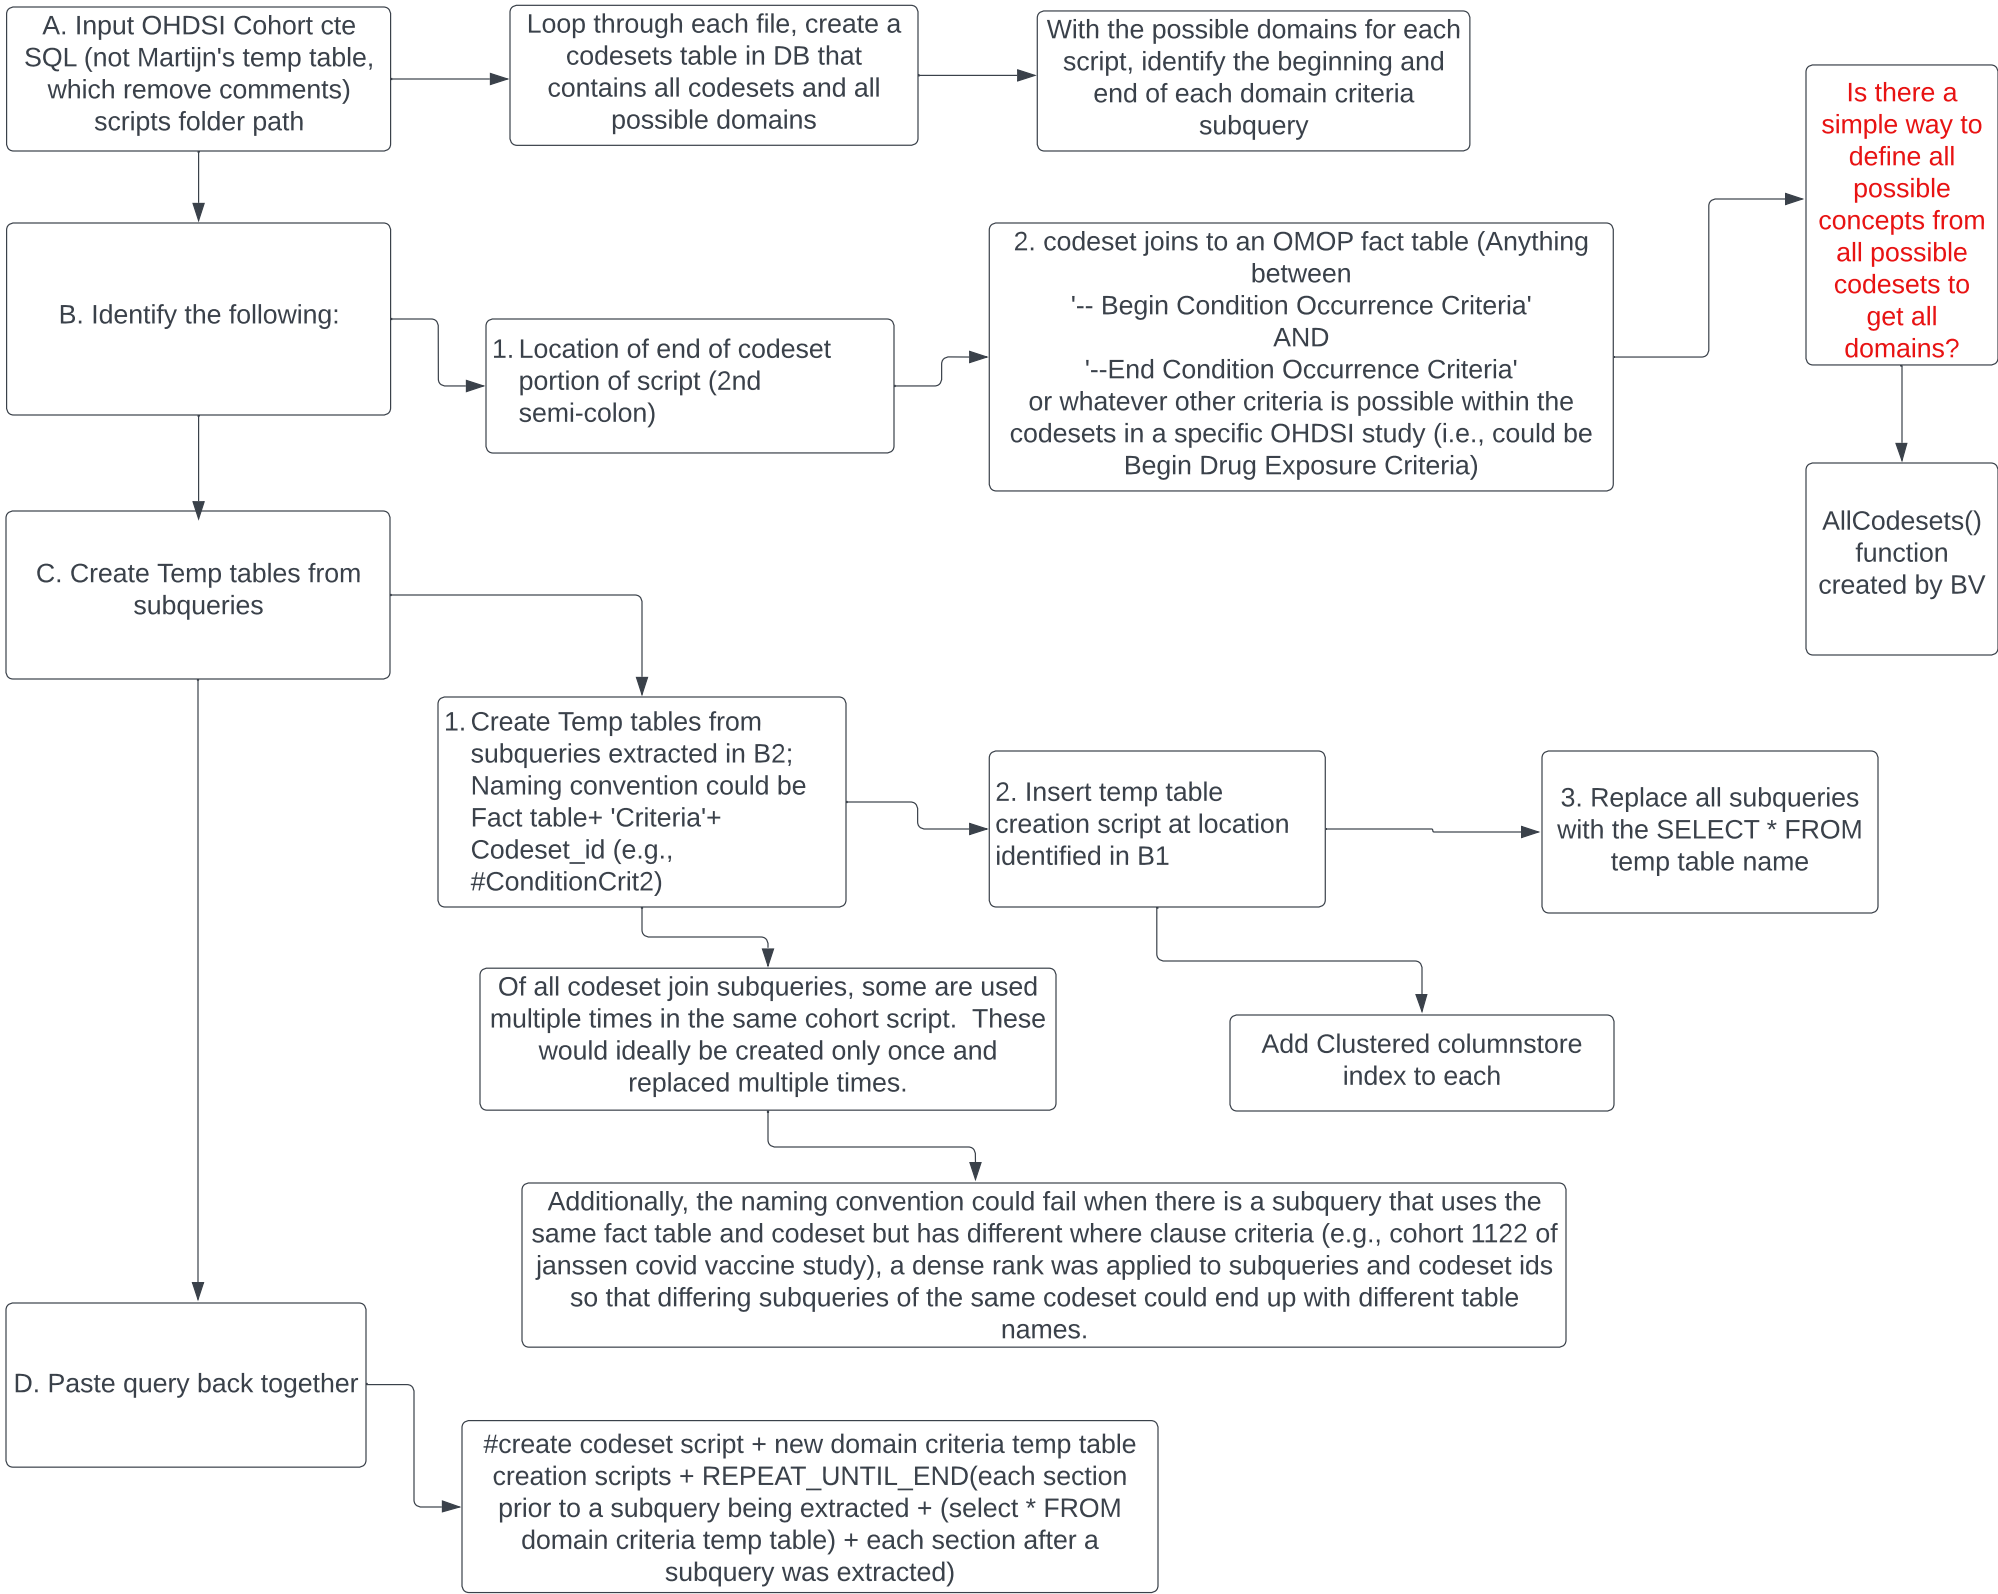 A. Input OHDSI Cohort cte
SQL (not Martijn's temp table,
which remove comments)
scripts folder path
Loop through each file, create a
codesets table in DB that
contains all codesets and all
possible domains
With the possible domains for each
script, identify the beginning and
end of each domain criteria
subquery
Is there a
simple way to
define all
possible
concepts from
all possible
codesets to
get all
domains?
B. Identify the following:
1. Location of end of codeset
portion of script (2nd
semi-colon)
2. codeset joins to an OMOP fact table (Anything
between
'-- Begin Condition Occurrence Criteria'
AND
'--End Condition Occurrence Criteria'
or whatever other criteria is possible within the
codesets in a specific OHDSI study (i.e., could be
Begin Drug Exposure Criteria)
AllCodesets()
function
created by BV
C. Create Temp tables from
subqueries
1. Create Temp tables from
subqueries extracted in B2;
Naming convention could be
Fact table+ 'Criteria'+
Codeset_id (e.g.,
#ConditionCrit2)
2. Insert temp table
creation script at location
identified in B1
3. Replace all subqueries
with the SELECT * FROM
temp table name
Of all codeset join subqueries, some are used
multiple times in the same cohort script.  These
would ideally be created only once and
replaced multiple times.
Add Clustered columnstore
index to each
Additionally, the naming convention could fail when there is a subquery that uses the
same fact table and codeset but has different where clause criteria (e.g., cohort 1122 of
janssen covid vaccine study), a dense rank was applied to subqueries and codeset ids
so that differing subqueries of the same codeset could end up with different table
names.
D. Paste query back together
#create codeset script + new domain criteria temp table
creation scripts + REPEAT_UNTIL_END(each section
prior to a subquery being extracted + (select * FROM
domain criteria temp table) + each section after a
subquery was extracted)